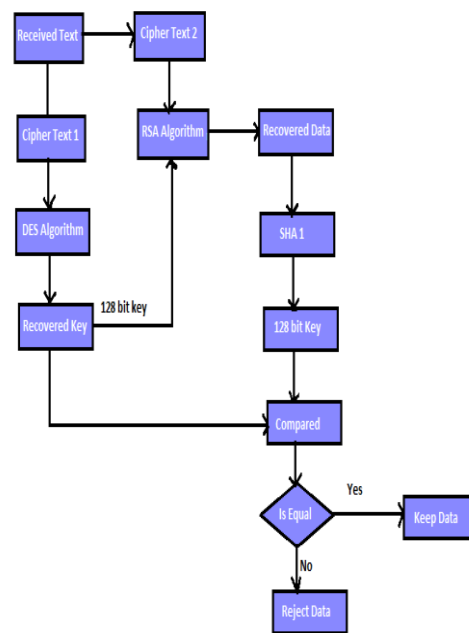 Received Text
Cipher Text 2
Cipher Text 1
RSA Algorithm
Recovered Data
DES Algorithm
SHA 1
128 bit key
Recovered Key
128 bit Key
Compared
Is Equal
Yes
Keep Data
No
Reject Data